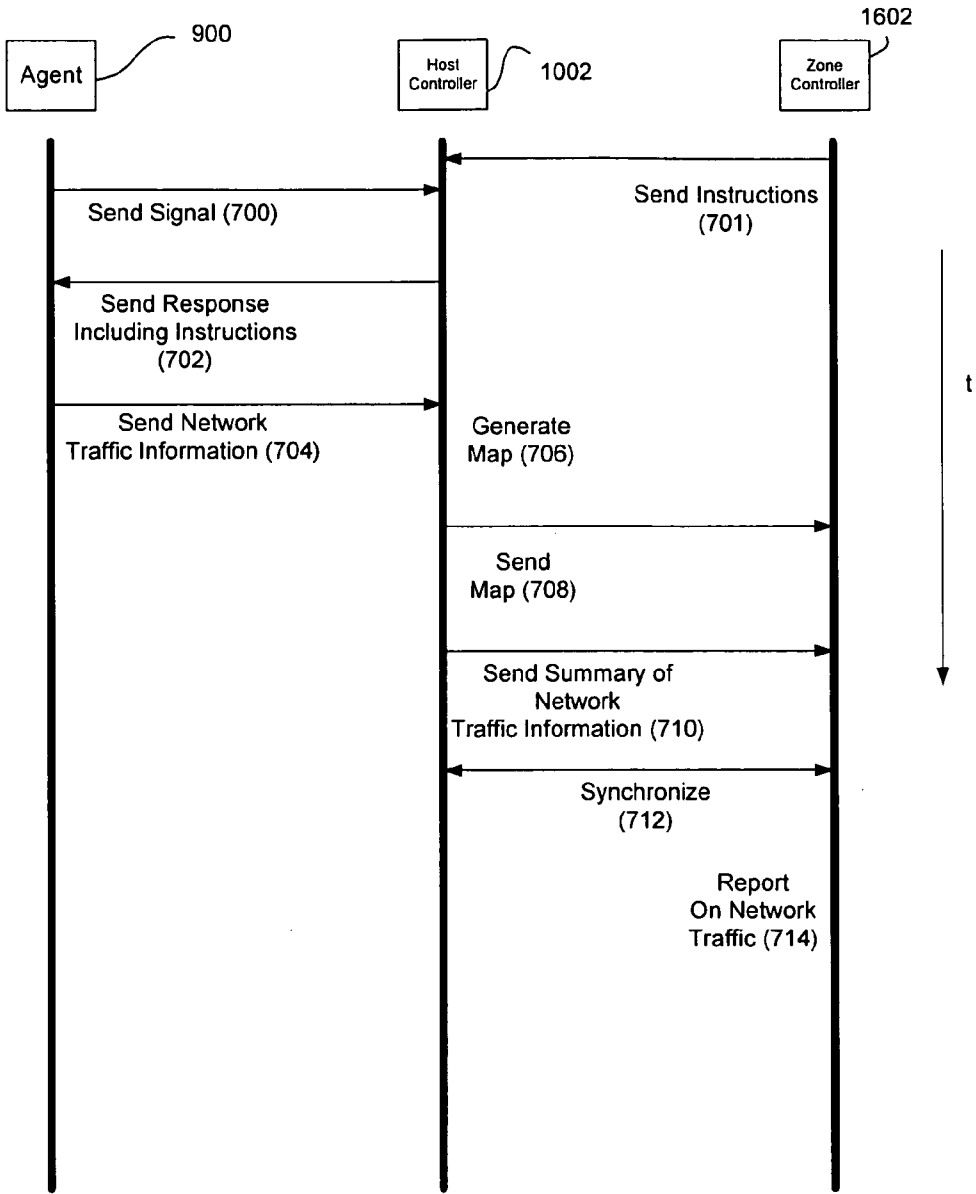 900
1602
Agent
Host
Controller
1002
Zone
Controller
Send Instructions
(701)
Send Signal (700)
Send Response
Including Instructions
(702)
t
Send Network
Traffic Information (704)
Generate
Map (706)
Send
Map (708)
Send Summary of
Network
Traffic Information (710)
Synchronize
(712)
Report
On Network
Traffic (714)